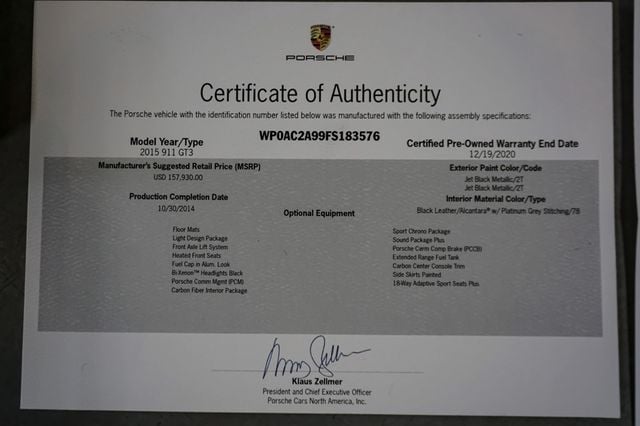 PORSCHE
Certificate of Authenticity
The Porsche vehicle with the identification number listed below was manufactured with the following assembly specifications:
WP0AC2A99FS183576
Model Year/Type
2015 911 GT3
Certified Pre-Owned Warranty End Date
12/19/2020
Manufacturer's Suggested Retail Price (MSRP)
USD 157,930.00
Exterior Paint Color/Code
Jet Black Metallic/2T
Jet Black Metallic/2T
Production Completion Date
10/30/2014
Interior Material Color/Type
Black Leather/Alcantara® w/ Platinum Grey Stitching/7B
Optional Equipment
Floor Mats
Light Design Package
Front Axle Lift System
Heated Front Seats
Fuel Cap in Alum. Look
Bi-Xenon™ Headlights Black
Porsche Comm Mgmt (PCM)
Carbon Fiber Interior Package
Sport Chrono Package
Sound Package Plus
Porsche Cerm Comp Brake (PCCB)
Extended Range Fuel Tank
Carbon Center Console Trim
Side Skirts Painted
18-Way Adaptive Sport Seats Plus
Klaus Zellmer
President and Chief Executive Officer
Porsche Cars North America, Inc.